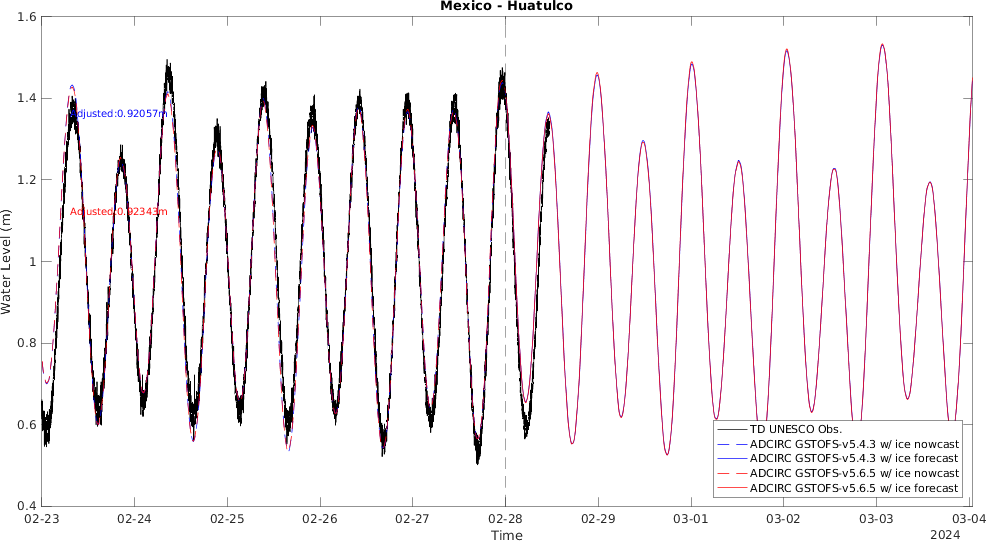 Mexico - Huatulco
1.6
1.4
1.2
1
0.8
0.6
0.4
Water Level (m)
Adjusted:0.92057m
Adjusted:0.92343m
TD UNESCO Obs.
ADCIRC GSTOFS-v5.4.3 w/ ice nowcast
ADCIRC GSTOFS-v5.4.3 w/ ice forecast
ADCIRC GSTOFS-v5.6.5 w/ ice nowcast
ADCIRC GSTOFS-v5.6.5 w/ ice forecast
02-23 02-24 02-25 02-26 02-27 02-28 02-29 03-01 03-02 03-03 03-04
Time
2024